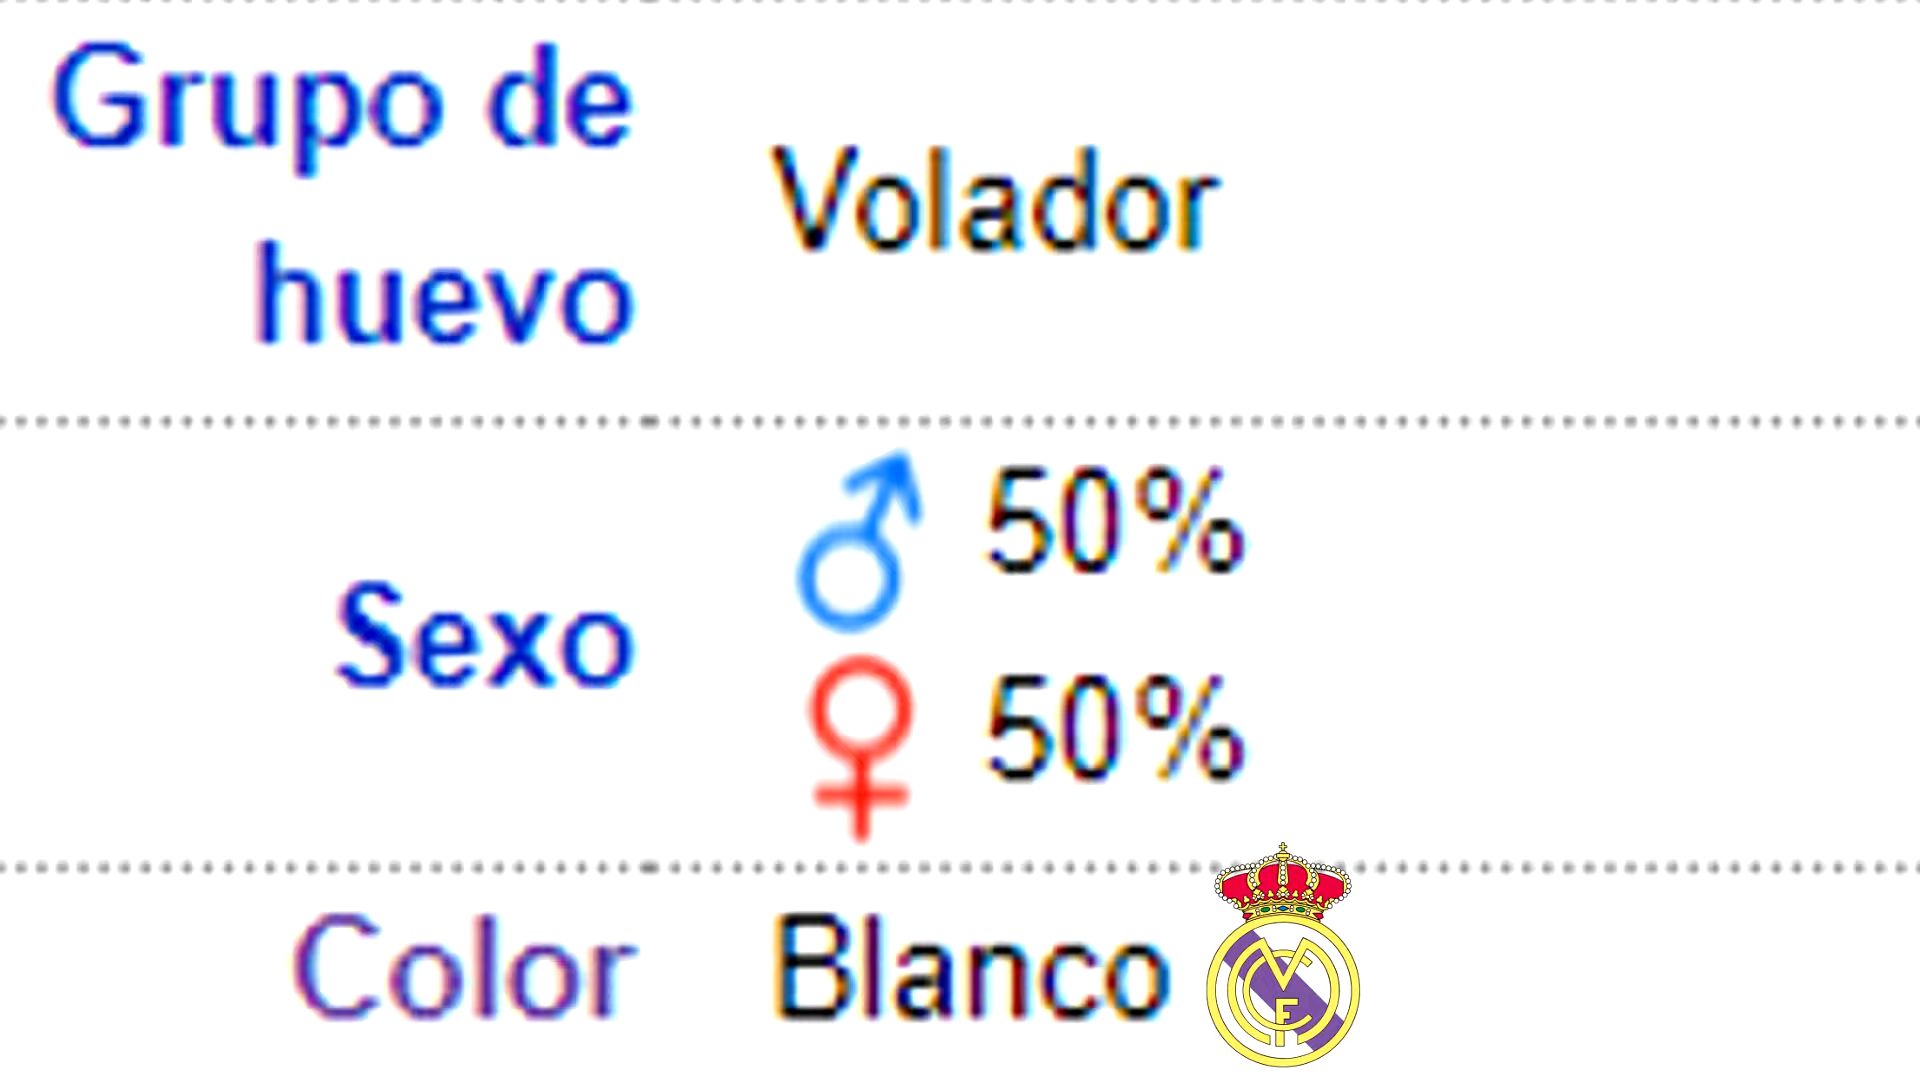 Grupo de
huevo
Volador
Sexo
♂ 50%
♀ 50%
Color
Blanco